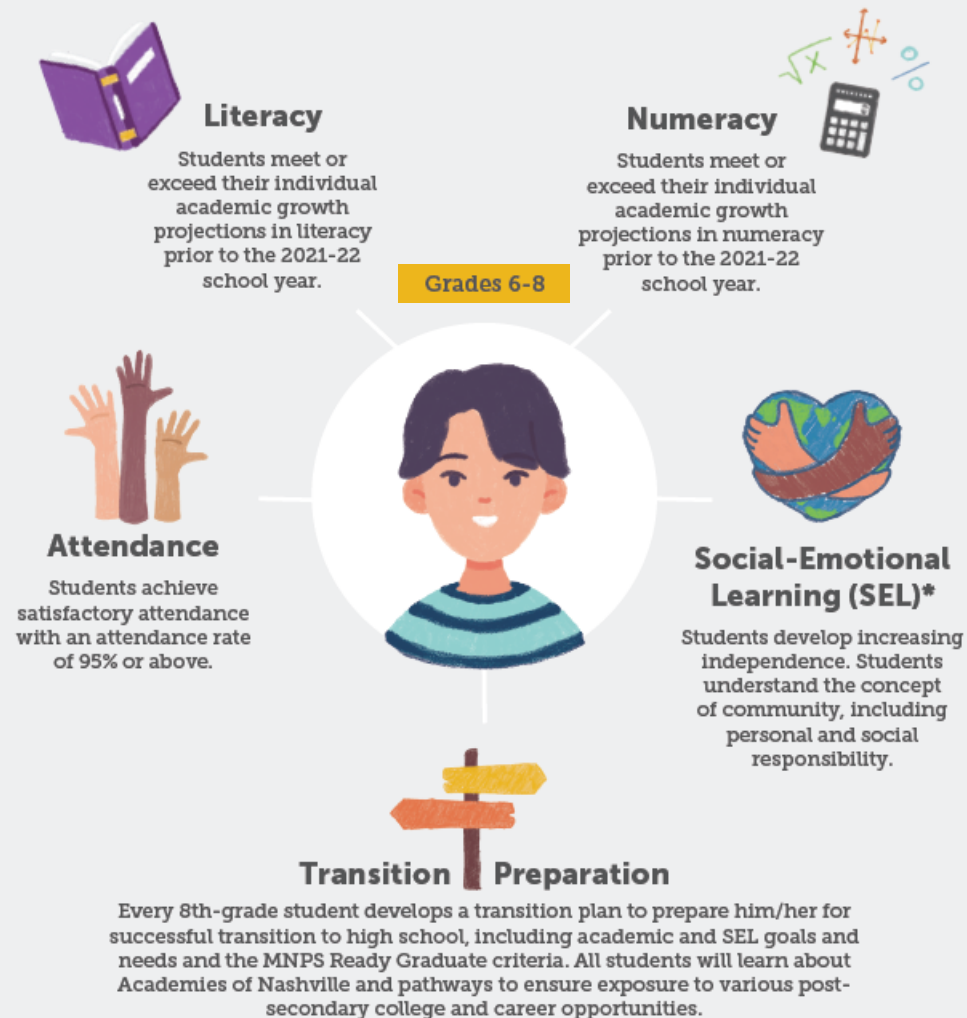 Literacy
Students meet or
exceed their individual
academic growth
projections in literacy
prior to the 2021-22
school year.
√x
%
Numeracy
Students meet or
exceed their individual
academic growth
projections in numeracy
prior to the 2021-22
school year.
Grades 6-8
Attendance
Students achieve
satisfactory attendance
with an attendance rate
of 95% or above.
Social-Emotional
Learning (SEL)*
Students develop increasing
independence. Students
understand the concept
of community, including
personal and social
responsibility.
Transition Preparation
Every 8th-grade student develops a transition plan to prepare him/her for
successful transition to high school, including academic and SEL goals and
needs and the MNPS Ready Graduate criteria. All students will learn about
Academies of Nashville and pathways to ensure exposure to various post-
secondary college and career opportunities.